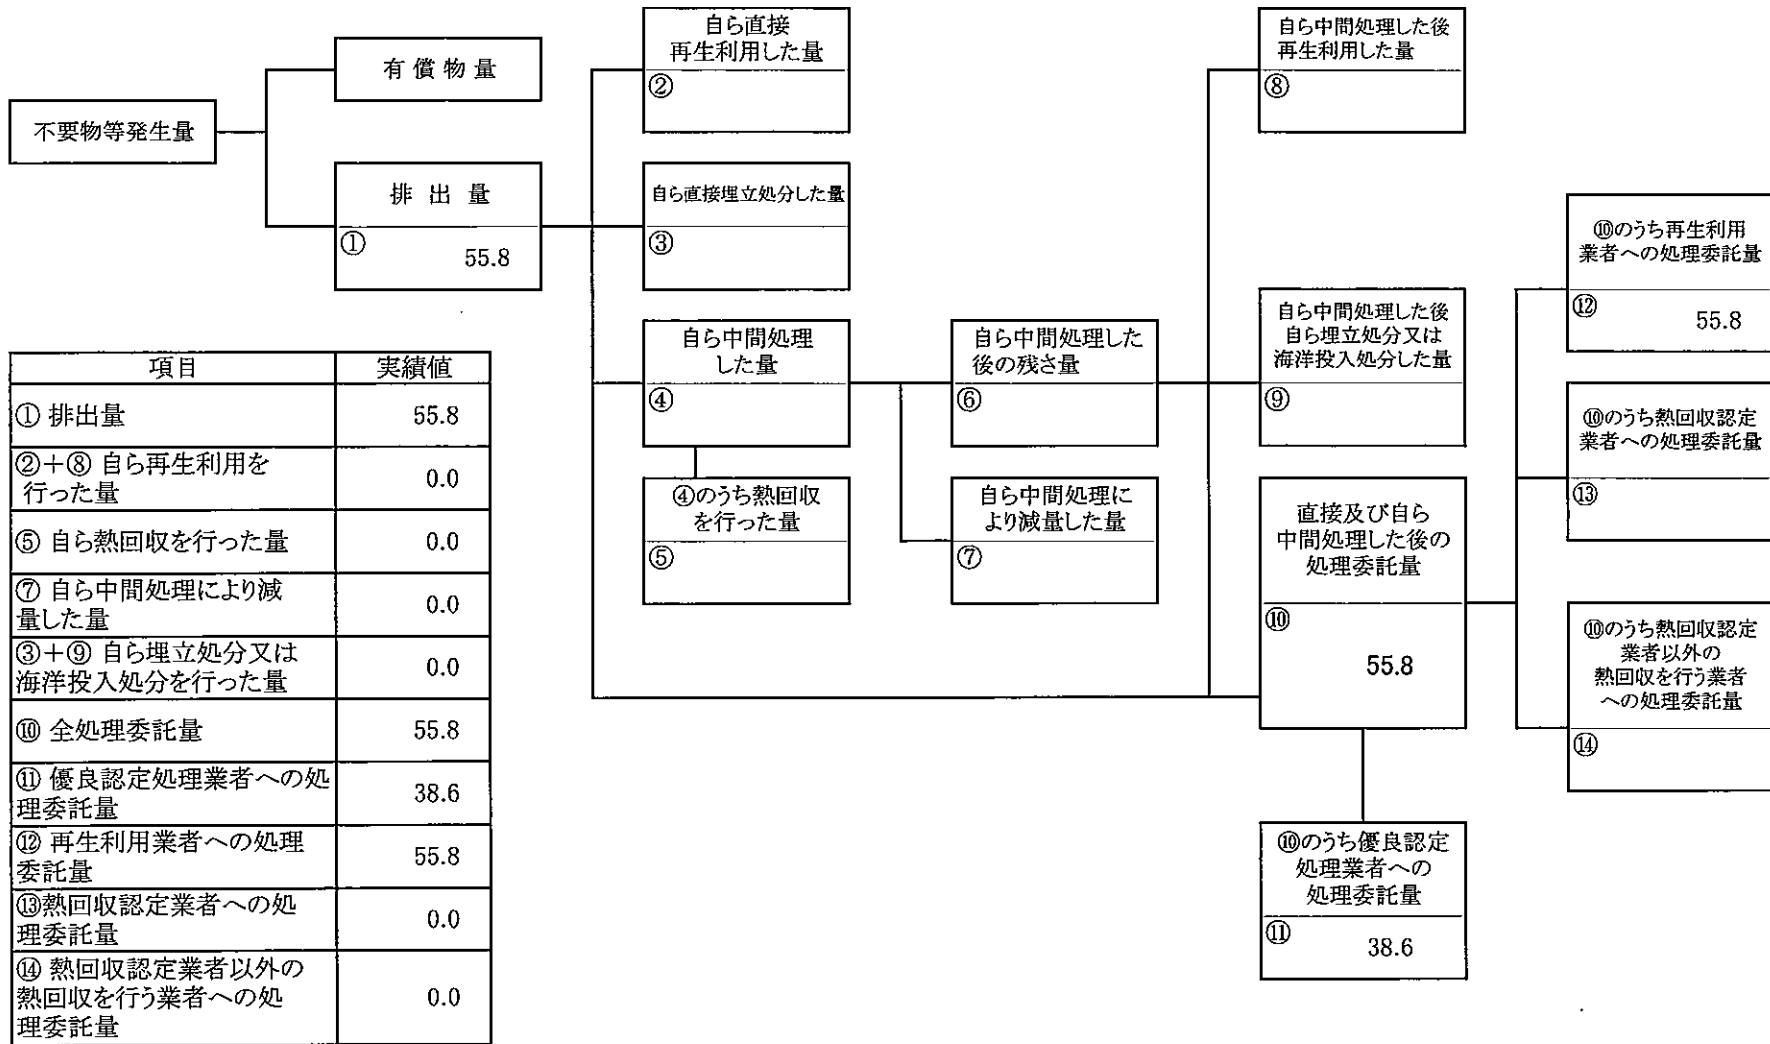 不要物等発生量
有償物量
排出量
①
55.8
自ら直接
再生利用した量
②
自ら直接埋立処分した量
③
自ら中間処理
した量
④
④のうち熱回収
を行った量
⑤
自ら中間処理した
後の残さ量
⑥
自ら中間処理に
より減量した量
⑦
自ら中間処理した後
再生利用した量
⑧
自ら中間処理した後
自ら埋立処分又は
海洋投入処分した量
⑨
直接及び自ら
中間処理した後の
処理委託量
⑩
55.8
⑩のうち優良認定
処理業者への
処理委託量
⑪
38.6
⑩のうち再生利用
業者への処理委託量
⑫
55.8
⑩のうち熱回収認定
業者への処理委託量
⑬
⑩のうち熱回収認定
業者以外の
熱回収を行う業者
への処理委託量
⑭
項目 実績値
① 排出量 55.8
②+⑧ 自ら再生利用を
行った量 0.0
⑤ 自ら熱回収を行った量 0.0
⑦ 自ら中間処理により減
量した量 0.0
③+⑨ 自ら埋立処分又は
海洋投入処分を行った量 0.0
⑩ 全処理委託量 55.8
⑪ 優良認定処理業者への処
理委託量 38.6
⑫ 再生利用業者への処理
委託量 55.8
⑬熱回収認定業者への処
理委託量 0.0
⑭ 熱回収認定業者以外の
熱回収を行う業者への処
理委託量 0.0